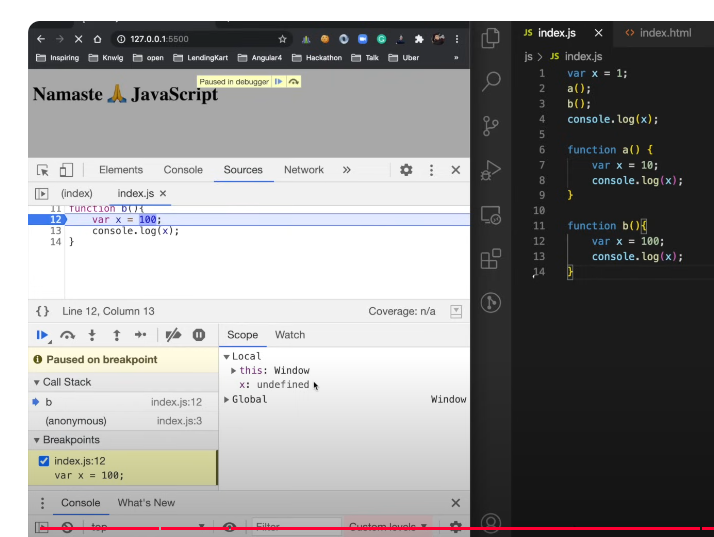 127.0.0.1:5500
Inspiring Knwlg open LendingKart Angular4 Hackathon Talk Uber »
Paused in debugger
Namaste 🙏 JavaScript
Elements Console Sources Network »
(index) index.js ×
11 function b(){
12 var x = 100;
13 console.log(x);
14 }
{} Line 12, Column 13 Coverage: n/a
Scope Watch
Paused on breakpoint
Call Stack
b index.js:12
(anonymous) index.js:3
Breakpoints
index.js:12
var x = 100;
Local
this: Window
x: undefined
Global Window
Console What's New
top Filter Custom levels
JS index.js × <> index.html
js > JS index.js
1 var x = 1;
2 a();
3 b();
4 console.log(x);
5
6 function a() {
7 var x = 10;
8 console.log(x);
9 }
10
11 function b(){
12 var x = 100;
13 console.log(x);
14 }